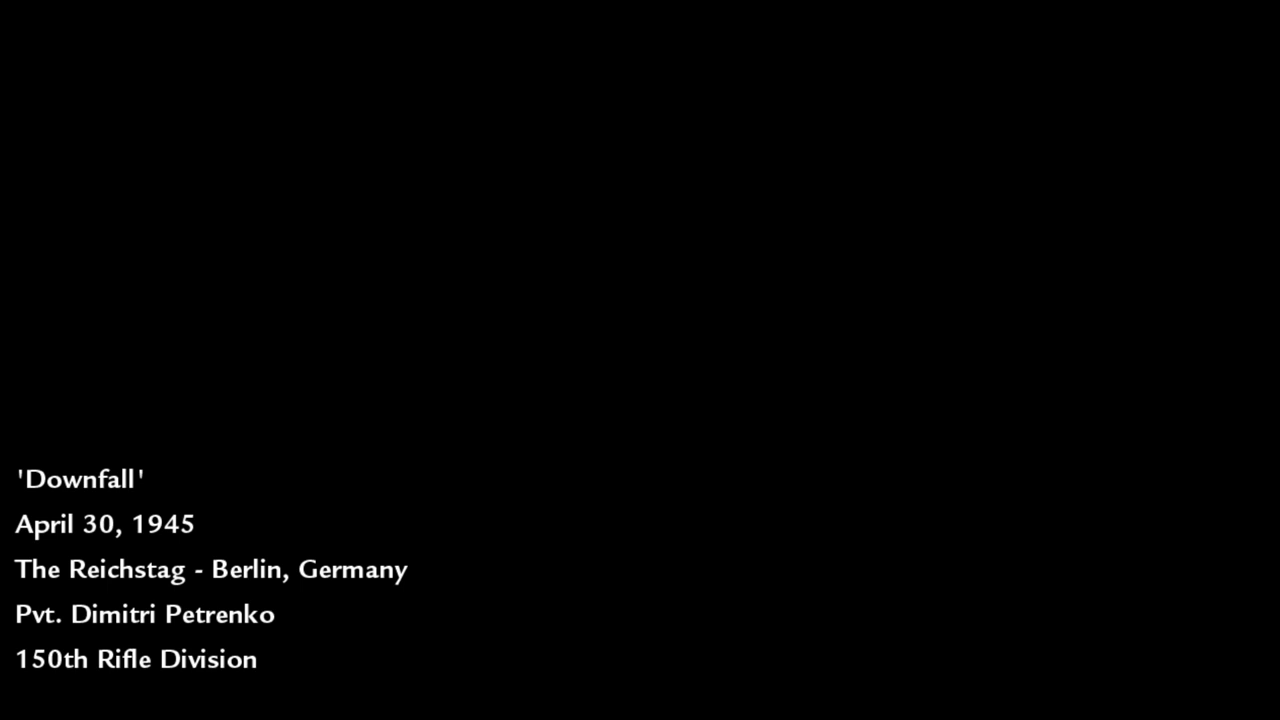 'Downfall'
April 30, 1945
The Reichstag - Berlin, Germany
Pvt. Dimitri Petrenko
150th Rifle Division